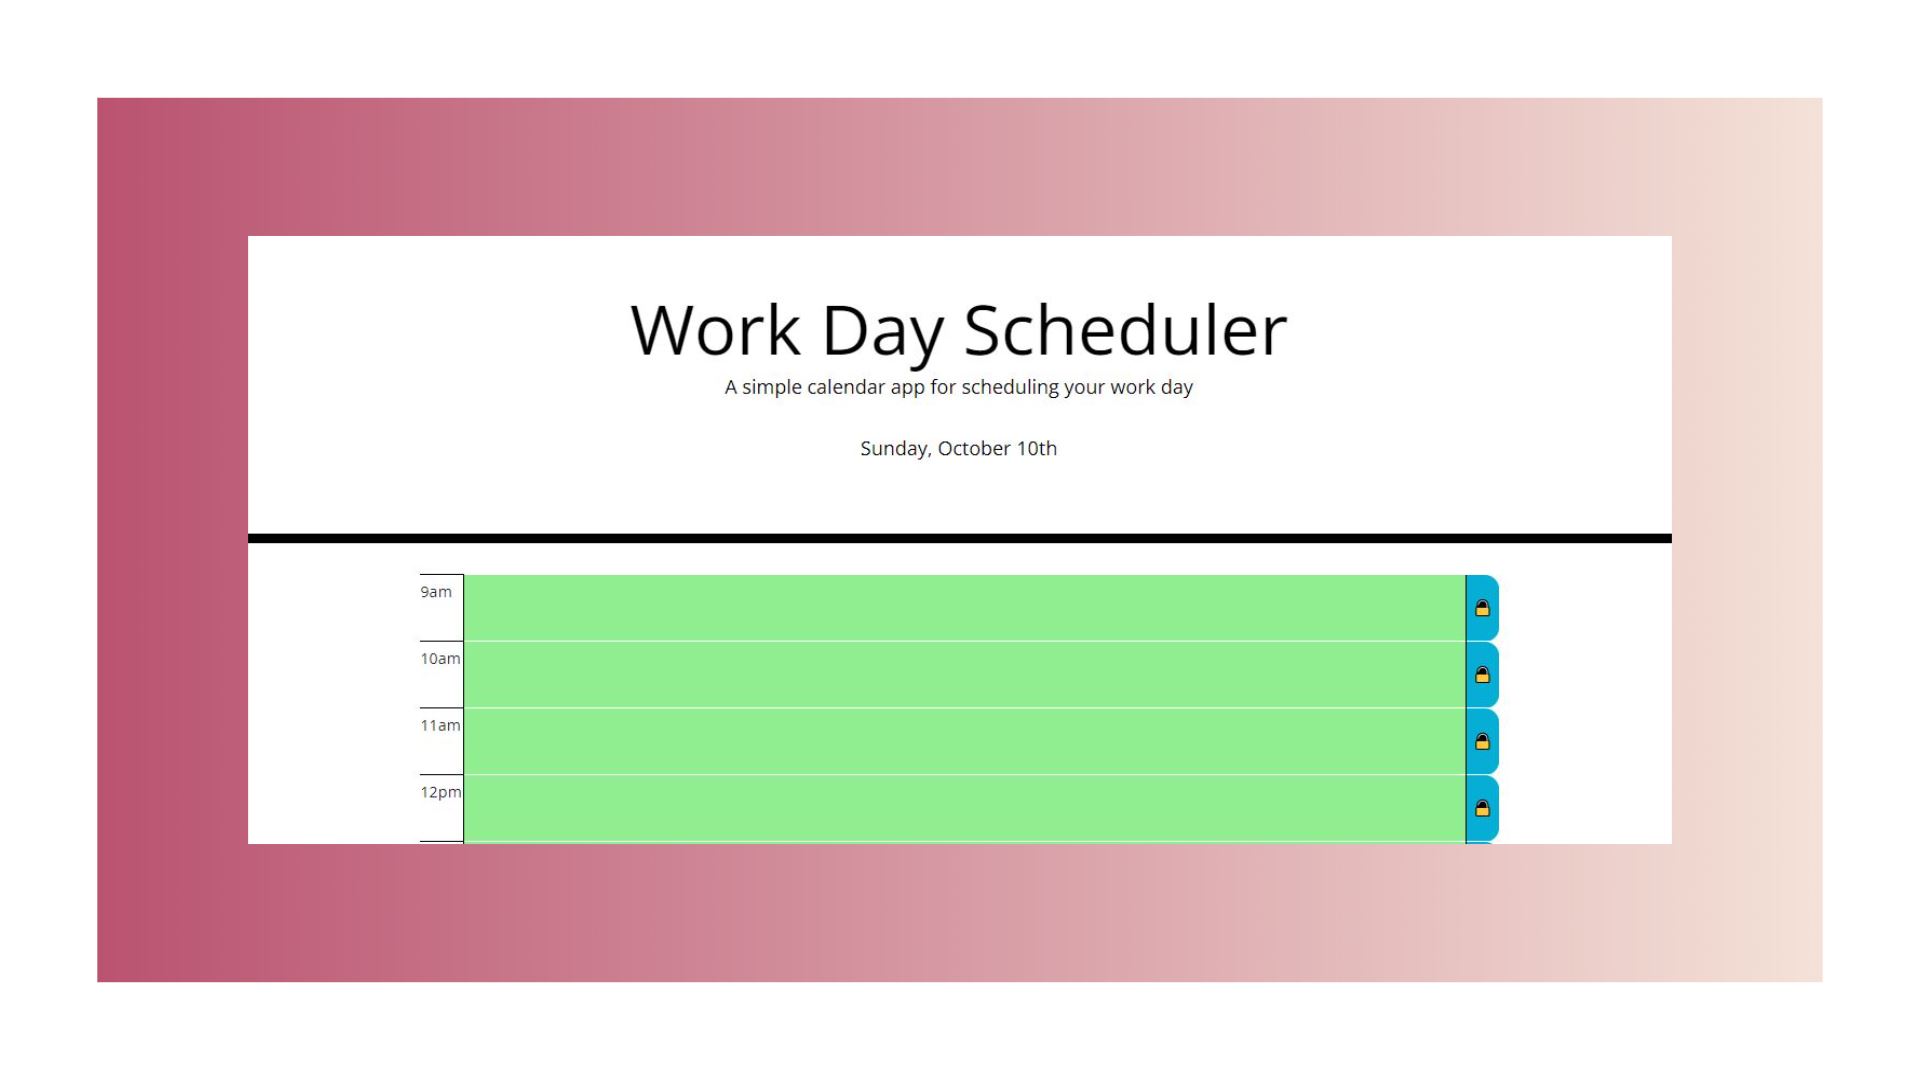 Work Day Scheduler
A simple calendar app for scheduling your work day
Sunday, October 10th
9am
10am
11am
12pm